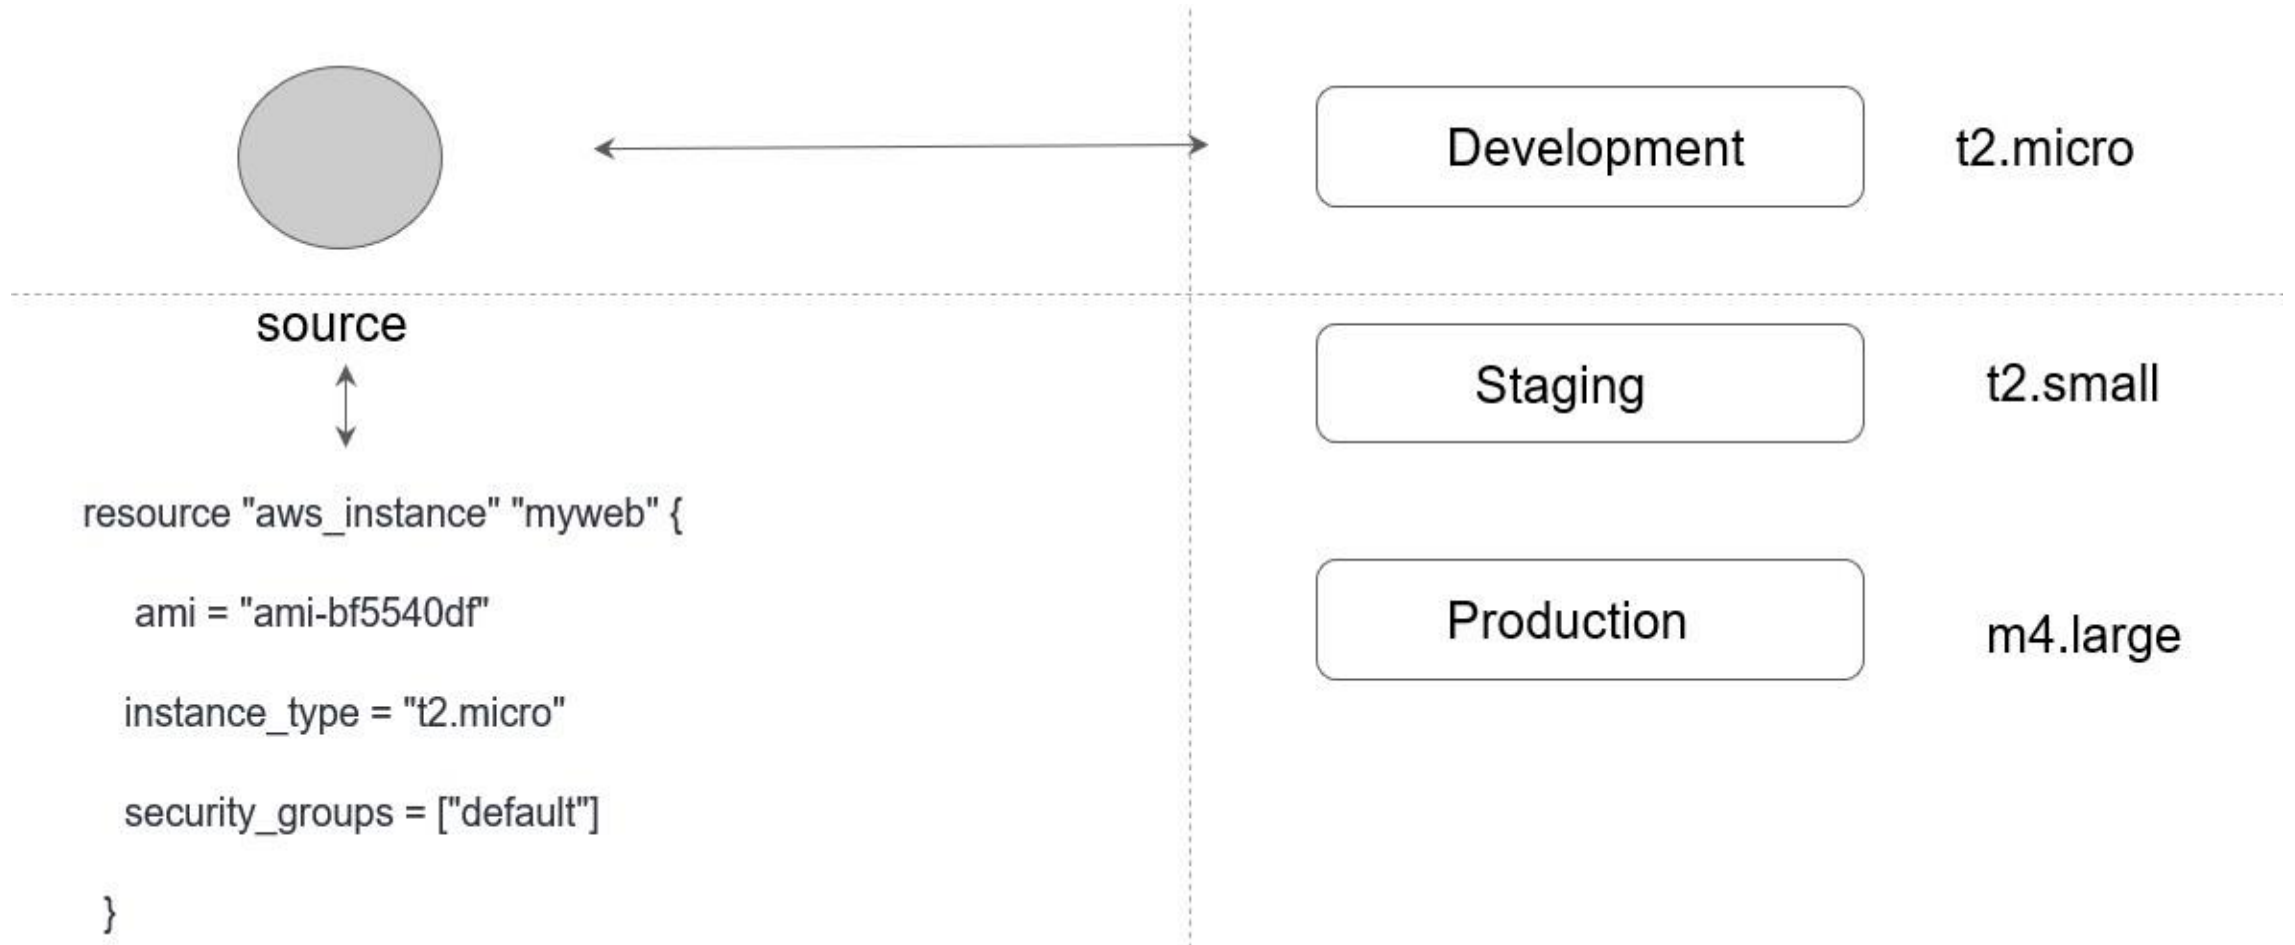 Development
t2.micro
source
Staging
t2.small
resource "aws_instance" "myweb" {
ami = "ami-bf5540df"
instance_type = "t2.micro"
security_groups = ["default"]
}
Production
m4.large